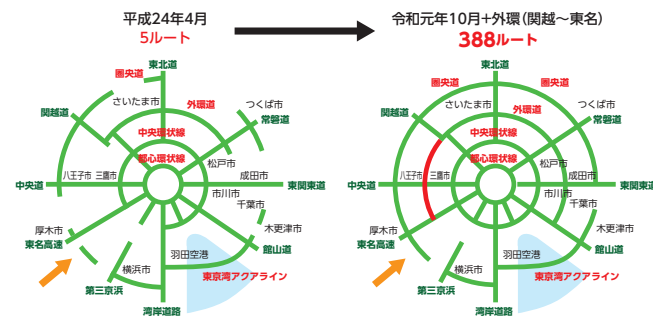 平成24年4月
5ルート
令和元年10月+外環(関越～東名)
388ルート
東北道
圏央道
さいたま市
外環道
つくば市
関越道
常磐道
中央環状線
都心環状線
松戸市
八王子市
三鷹市
成田市
中央道
東関東道
市川市
千葉市
厚木市
木更津市
東名高速
館山道
羽田空港
横浜市
東京湾アクアライン
第三京浜
湾岸道路
東北道
圏央道
圏央道
さいたま市
つくば市
外環道
関越道
常磐道
中央環状線
都心環状線
松戸市
八王子市
三鷹市
成田市
中央道
東関東道
市川市
千葉市
厚木市
木更津市
東名高速
館山道
羽田空港
横浜市
東京湾アクアライン
第三京浜
湾岸道路